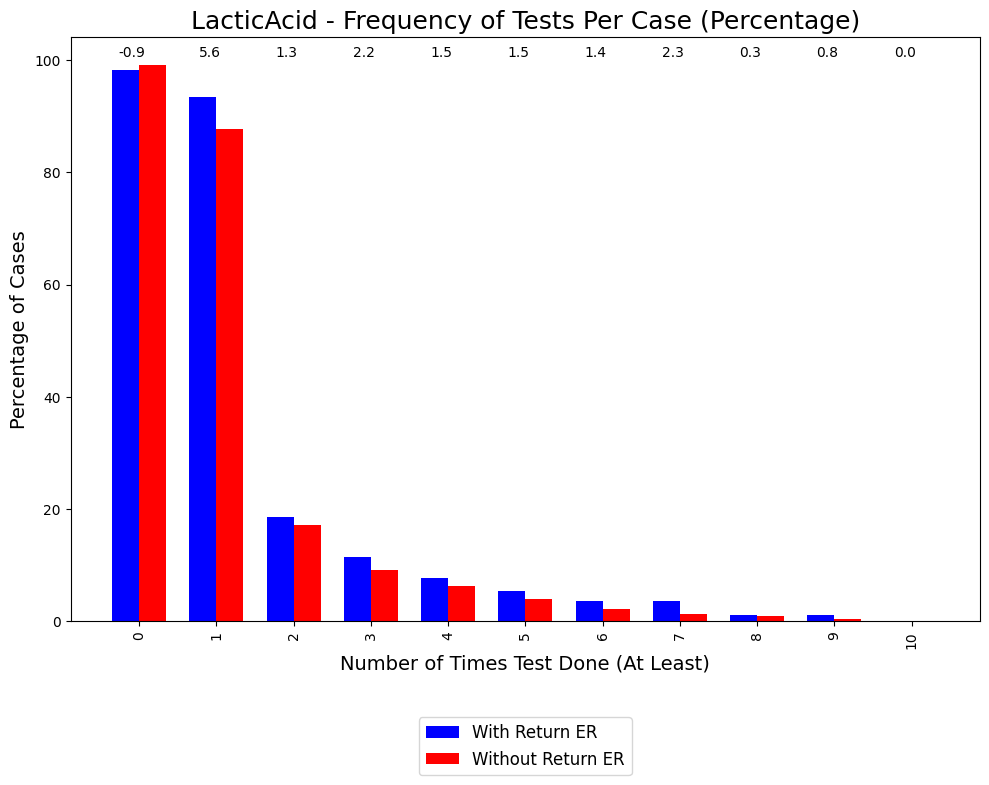 LacticAcid - Frequency of Tests Per Case (Percentage)
-0.9 5.6 1.3 2.2 1.5 1.5 1.4 2.3 0.3 0.8 0.0
100
80
60
40
20
0
Percentage of Cases
0 1 2 3 4 5 6 7 8 9 10
Number of Times Test Done (At Least)
With Return ER
Without Return ER